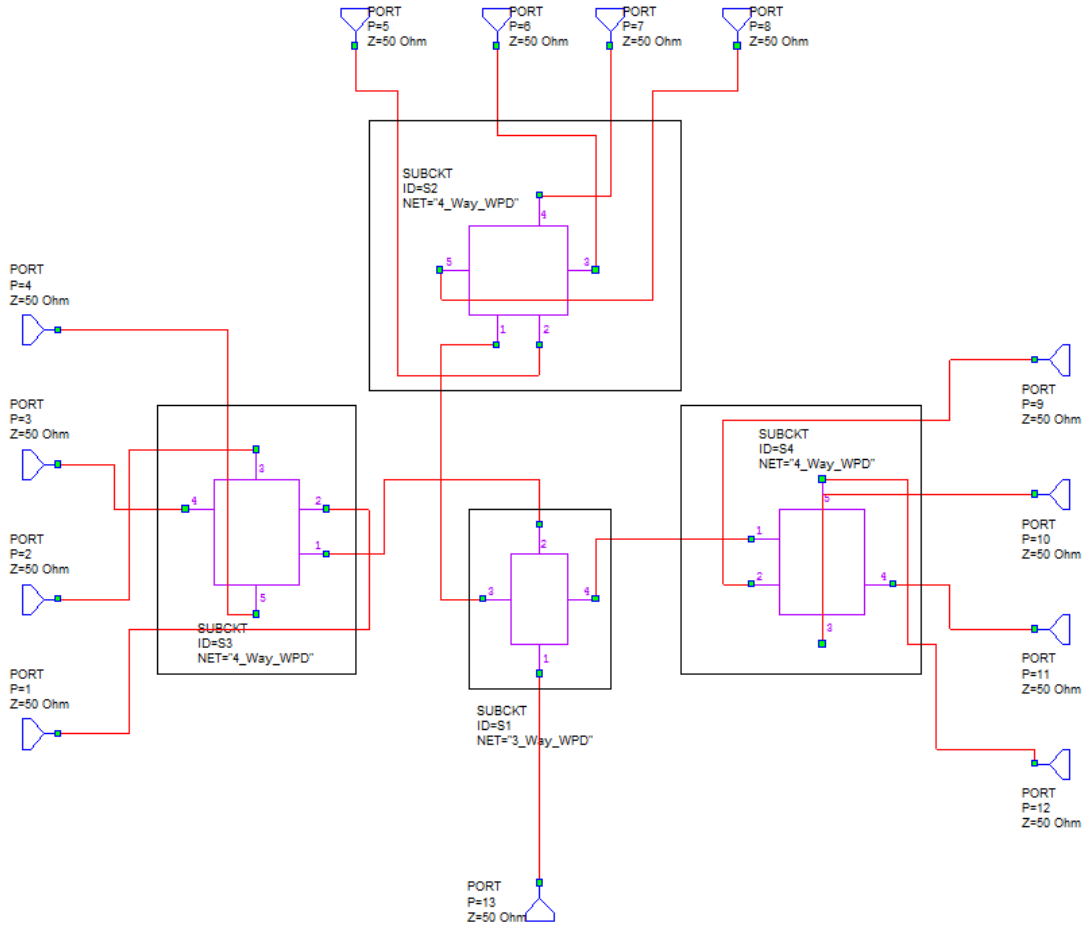 PORT
P=5
Z=50 Ohm
PORT
P=6
Z=50 Ohm
PORT
P=7
Z=50 Ohm
PORT
P=8
Z=50 Ohm
SUBCKT
ID=S2
NET="4_Way_WPD"
4
5
3
1
2
PORT
P=4
Z=50 Ohm
PORT
P=3
Z=50 Ohm
PORT
P=2
Z=50 Ohm
PORT
P=1
Z=50 Ohm
3
4
2
1
5
SUBCKT
ID=S3
NET="4_Way_WPD"
2
3
4
1
SUBCKT
ID=S1
NET="3_Way_WPD"
SUBCKT
ID=S4
NET="4_Way_WPD"
5
1
2
4
3
PORT
P=9
Z=50 Ohm
PORT
P=10
Z=50 Ohm
PORT
P=11
Z=50 Ohm
PORT
P=12
Z=50 Ohm
PORT
P=13
Z=50 Ohm